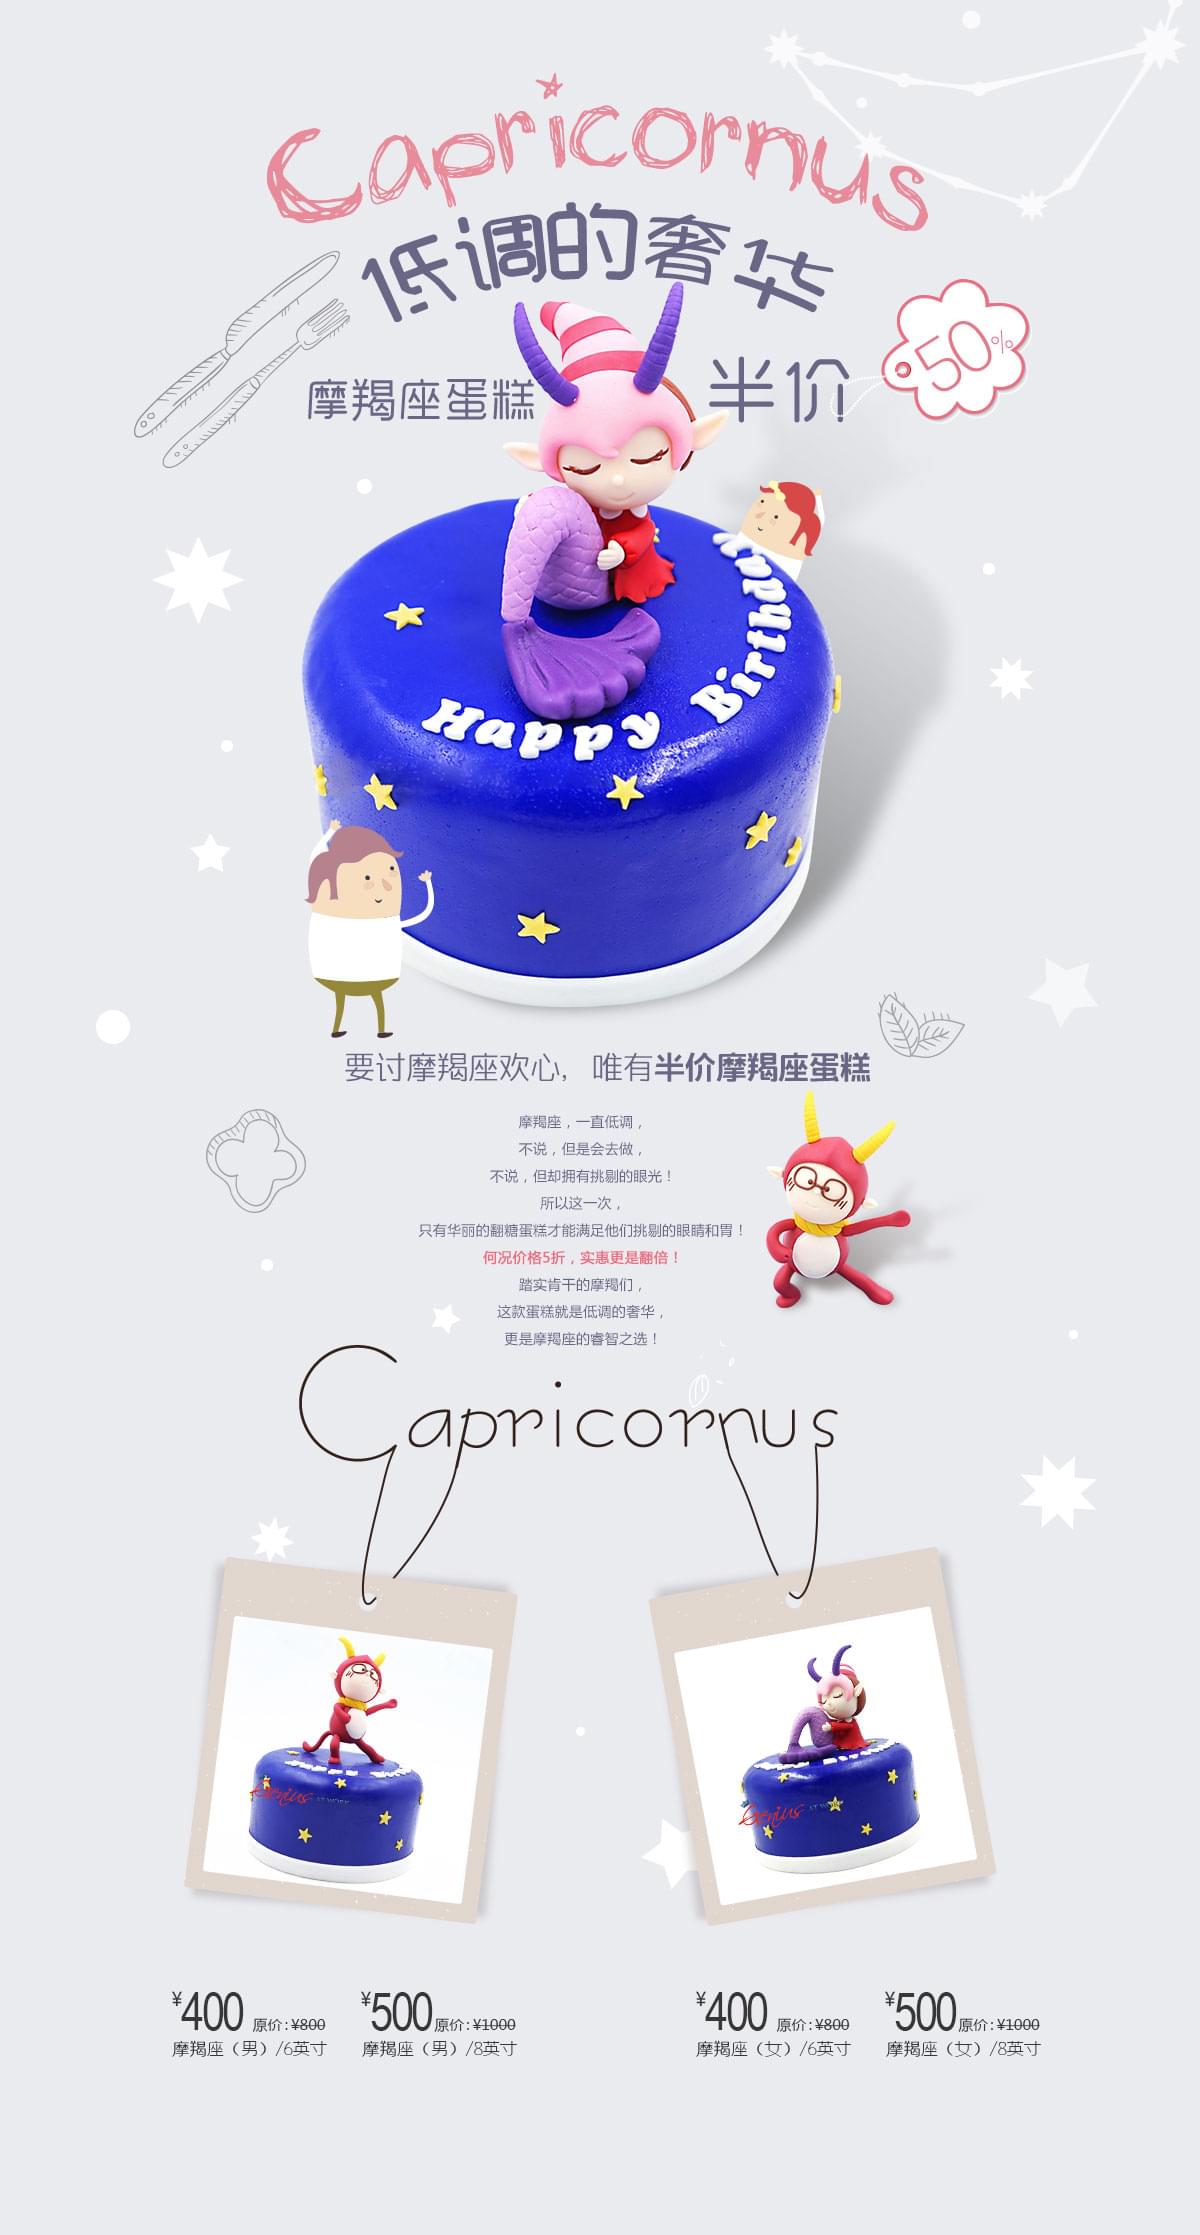 Capricornus
低调的奢华
摩羯座蛋糕 半价 50%
Happy Birthday
要讨摩羯座欢心，唯有半价摩羯座蛋糕
摩羯座，一直低调，
不说，但是会去做，
不说，但却拥有挑剔的眼光！
所以这一次，
只有华丽的翻糖蛋糕才能满足他们挑剔的眼睛和胃！
何况价格5折，实惠更是翻倍！
踏实肯干的摩羯们，
这款蛋糕就是低调的奢华，
更是摩羯座的睿智之选！
Capricornus
Genius AT WORK
Genius AT WORK
¥400 原价:¥800
摩羯座（男）/6英寸
¥500 原价:¥1000
摩羯座（男）/8英寸
¥400 原价:¥800
摩羯座（女）/6英寸
¥500 原价:¥1000
摩羯座（女）/8英寸